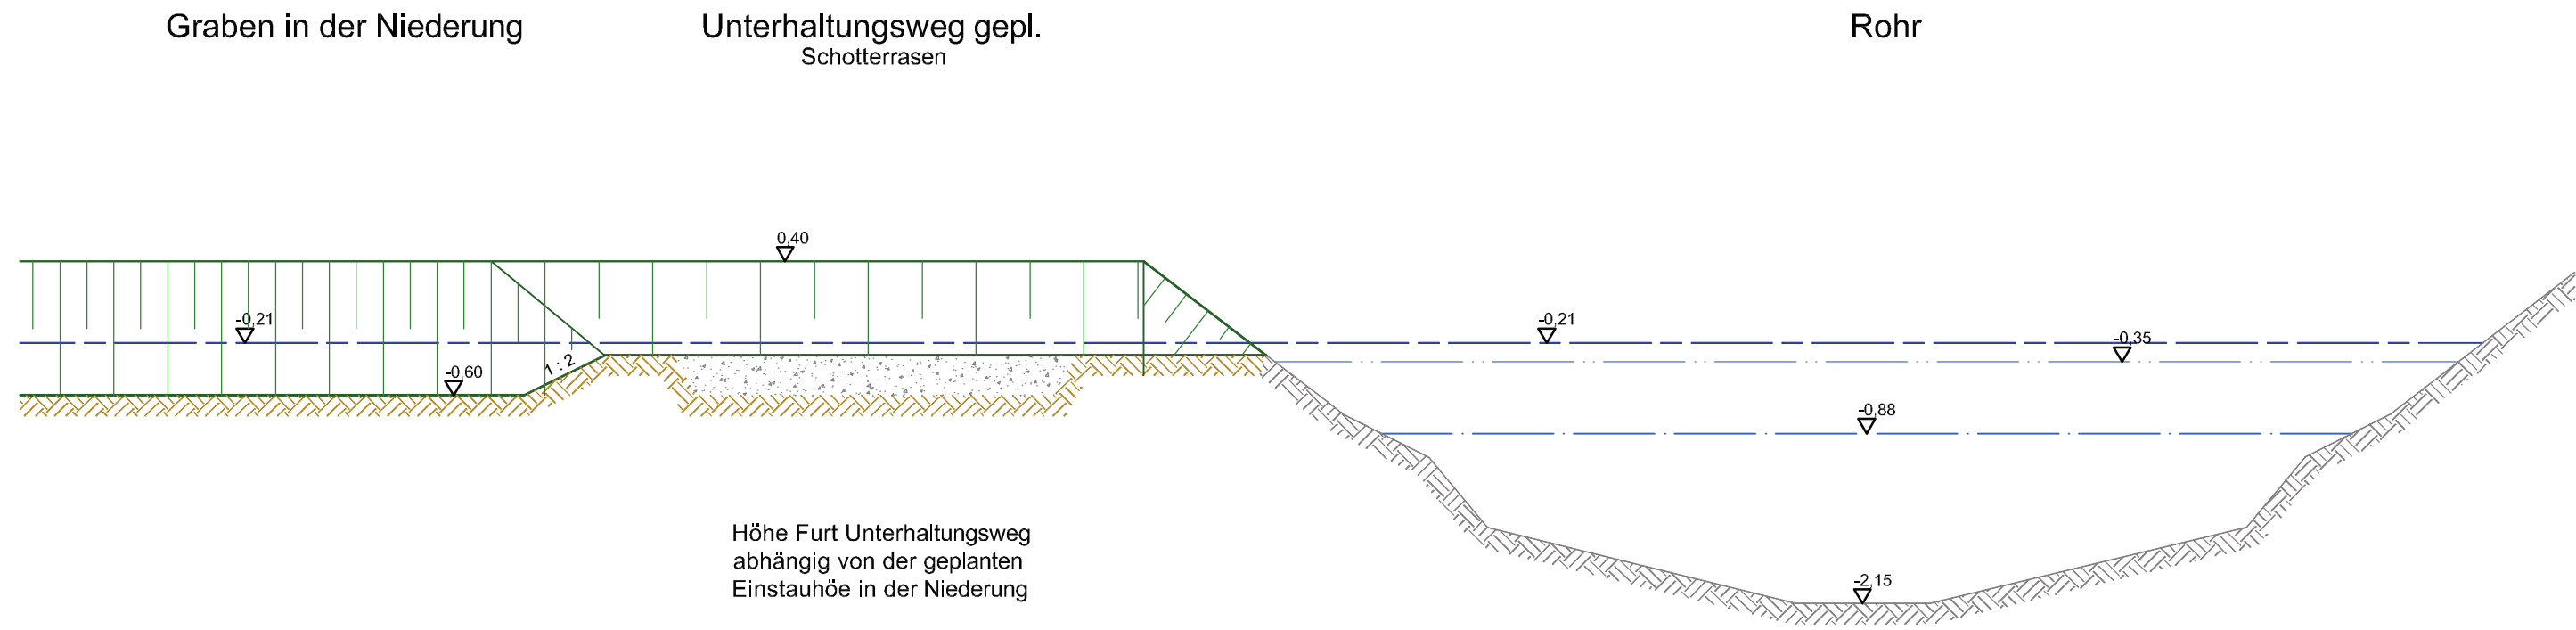 Graben in der Niederung
Unterhaltungsweg gepl.
Schotterrasen
Rohr
0,40
-0,21
-0,60
1 : 2
-0,21
-0,35
-0,88
-2,15
Höhe Furt Unterhaltungsweg
abhängig von der geplanten
Einstauhöe in der Niederung